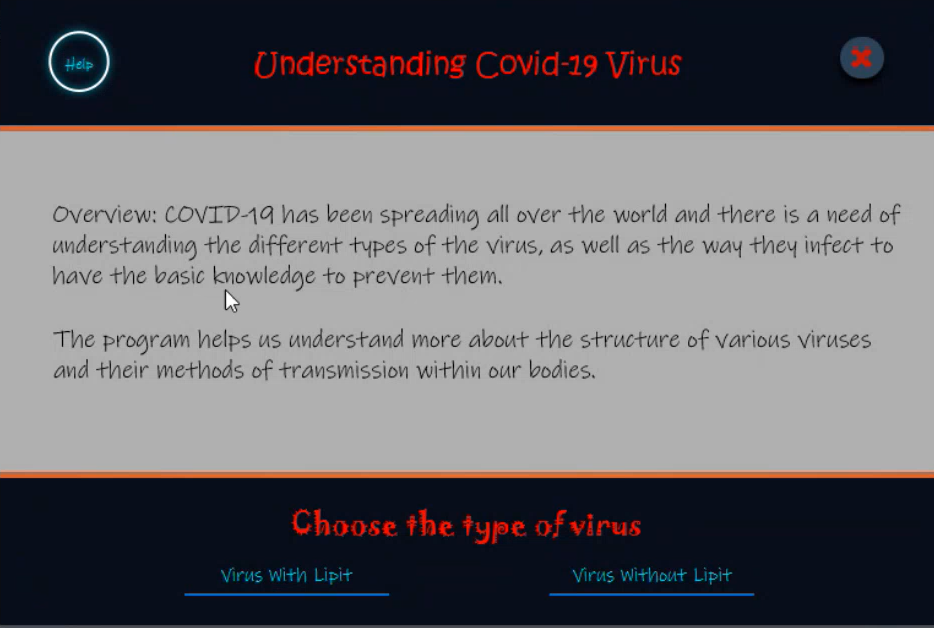 Help
Understanding Covid-19 Virus
Overview: COVID-19 has been spreading all over the world and there is a need of
understanding the different types of the virus, as well as the way they infect to
have the basic knowledge to prevent them.
The program helps us understand more about the structure of various viruses
and their methods of transmission within our bodies.
Choose the type of virus
Virus With Lipit
Virus Without Lipit